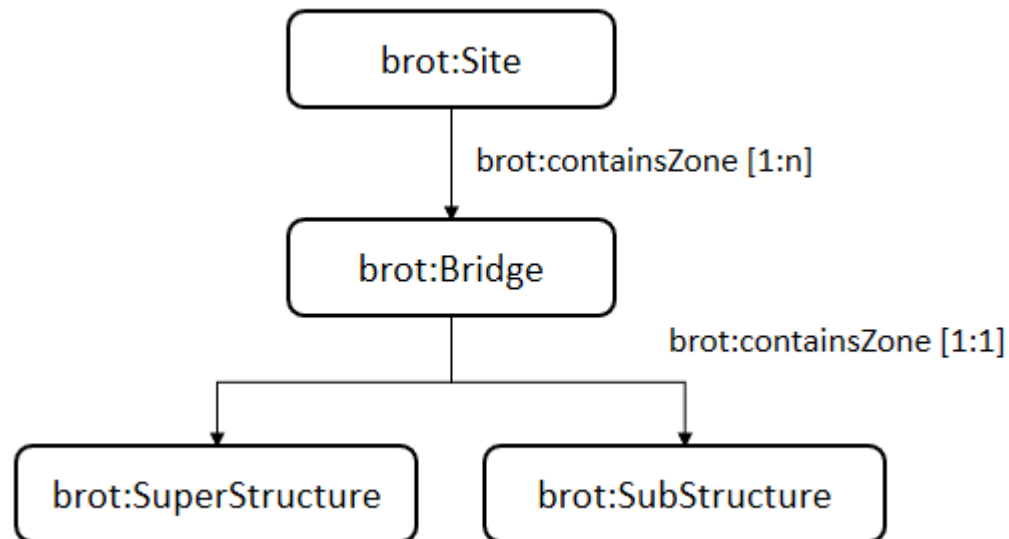 brot:Site
brot:containsZone [1:n]
brot:Bridge
brot:containsZone [1:1]
brot:SuperStructure
brot:SubStructure